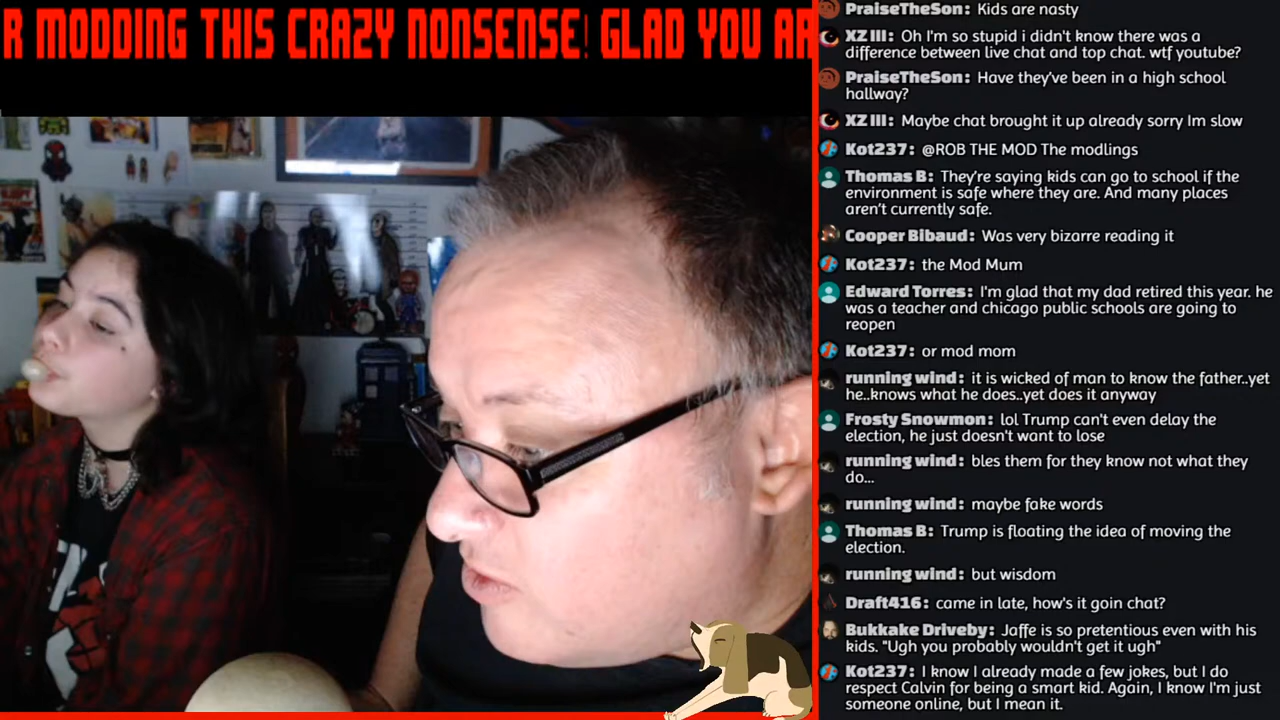 R MODDING THIS CRAZY NONSENSE! GLAD YOU AR
PraiseTheSon: Kids are nasty
XZ III: Oh I'm so stupid i didn't know there was a
difference between live chat and top chat. wtf youtube?
PraiseTheSon: Have they've been in a high school
hallway?
XZ III: Maybe chat brought it up already sorry Im slow
Kot237: @ROB THE MOD The modlings
Thomas B: They're saying kids can go to school if the
environment is safe where they are. And many places
aren't currently safe.
Cooper Bibaud: Was very bizarre reading it
Kot237: the Mod Mum
Edward Torres: I'm glad that my dad retired this year. he
was a teacher and chicago public schools are going to
reopen
Kot237: or mod mom
running wind: it is wicked of man to know the father..yet
he..knows what he does..yet does it anyway
Frosty Snowmon: lol Trump can't even delay the
election, he just doesn't want to lose
running wind: bles them for they know not what they
do...
running wind: maybe fake words
Thomas B: Trump is floating the idea of moving the
election.
running wind: but wisdom
Draft416: came in late, how's it goin chat?
Bukkake Driveby: Jaffe is so pretentious even with his
kids. "Ugh you probably wouldn't get it ugh"
Kot237: I know I already made a few jokes, but I do
respect Calvin for being a smart kid. Again, I know I'm just
someone online, but I mean it.